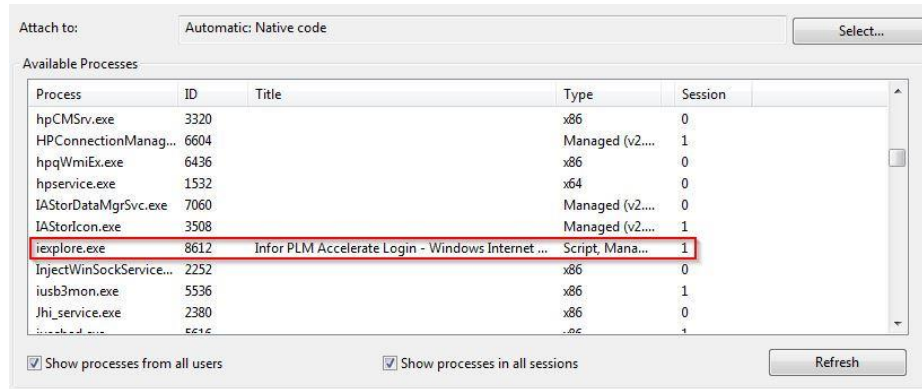 Attach to: Automatic: Native code Select...
Available Processes
Process ID Title Type Session
hpCMSrv.exe 3320 x86 0
HPConnectionManag... 6604 Managed (v2.... 1
hpqWmiEx.exe 6436 x86 0
hpservice.exe 1532 x64 0
IAStorDataMgrSvc.exe 7060 Managed (v2.... 0
IAStorIcon.exe 3508 Managed (v2.... 1
iexplore.exe 8612 Infor PLM Accelerate Login - Windows Internet ... Script, Mana... 1
InjectWinSockService... 2252 x86 0
iusb3mon.exe 5536 x86 1
Jhi_service.exe 2380 x86 0
Show processes from all users Show processes in all sessions Refresh